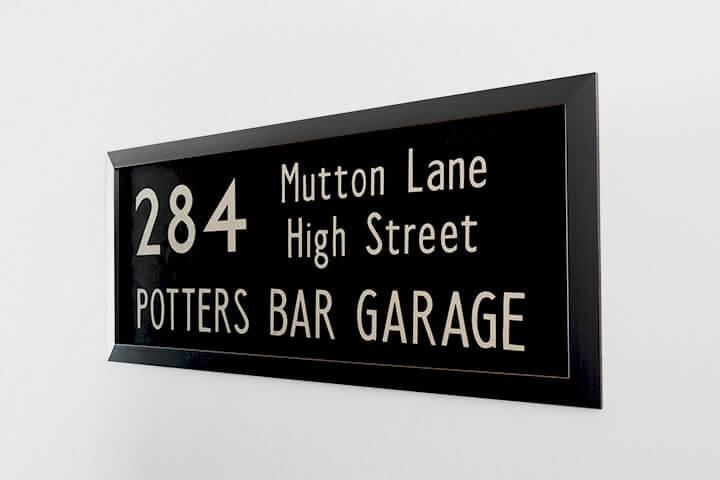 284 Mutton Lane
High Street
POTTERS BAR GARAGE